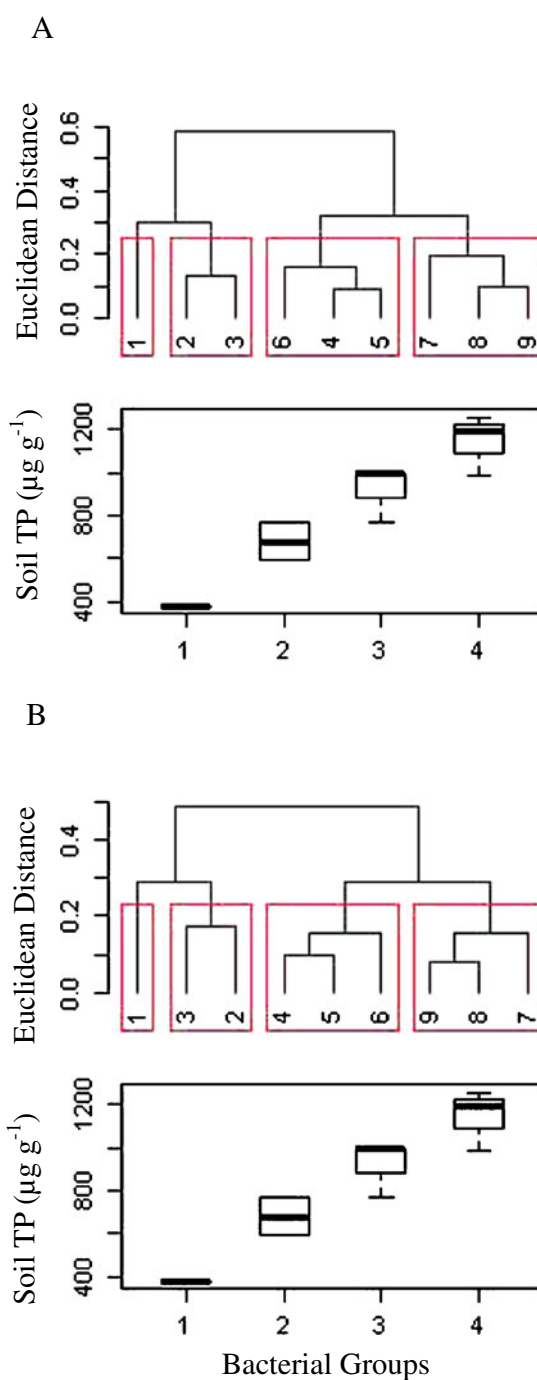 A
Euclidean Distance
0.0 0.2 0.4 0.6
1 2 3 6 4 5 7 8 9
Soil TP (µg g-1)
400 800 1200
1 2 3 4
B
Euclidean Distance
0.0 0.2 0.4
1 3 2 4 5 6 9 8 7
Soil TP (µg g-1)
400 800 1200
1 2 3 4
Bacterial Groups